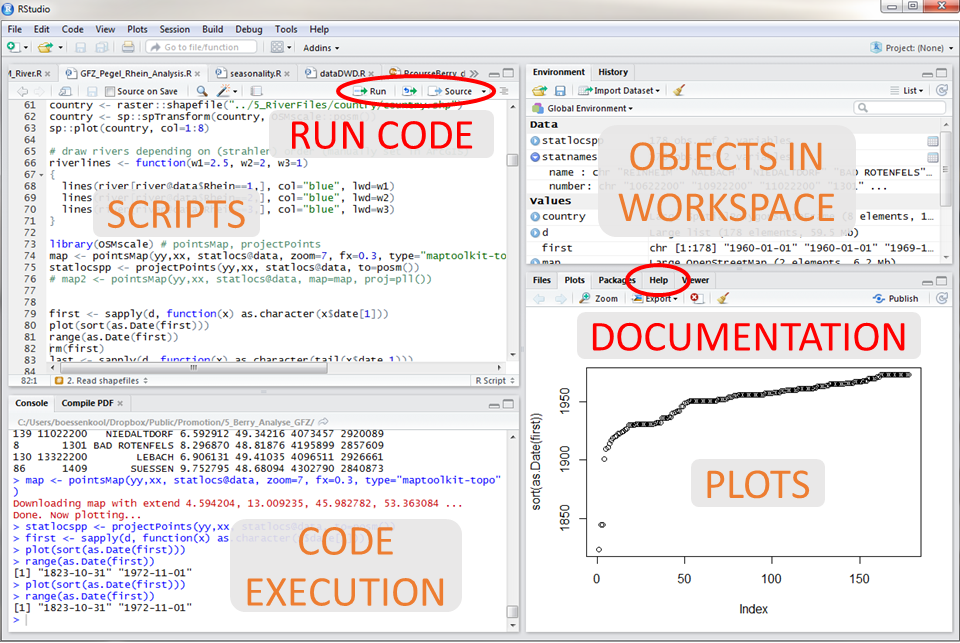 RStudio
File Edit Code View Plots Session Build Debug Tools Help
Go to file/function Addins Project: (None)
M_River.R GFZ_Pegel_Rhein_Analysis.R seasonality.R dataDWD.R RcourseBerry_d
Source on Save Run Source
61 country <- raster::shapefile("../5_RiverFiles/country/country.shp")
62 country <- sp::spTransform(country, OSMscale::posm())
63 sp::plot(country, col=1:8)
RUN CODE
64
65 # draw rivers depending on (strahler)
66 riverlines <- function(w1=2.5, w2=2, w3=1)
67 {
68 lines(river[river@data$Rhein==1,], col="blue", lwd=w1)
69 lines( col="blue", lwd=w2)
70 lines( col="blue", lwd=w3)
SCRIPTS
71 }
72
73 library(OSMscale) # pointsMap, projectPoints
74 map <- pointsMap(yy,xx, statlocs@data, zoom=7, fx=0.3, type="maptoolkit-to
75 statlocspp <- projectPoints(yy,xx, statlocs@data, to=posm())
76 # map2 <- pointsMap(yy,xx, statlocs@data, map=map, proj=pll())
77
78
79 first <- sapply(d, function(x) as.character(x$date[1]))
80 plot(sort(as.Date(first)))
81 range(as.Date(first))
82 rm(first)
83 last <- sapply(d, function(x) as.character(tail(x$date,1)))
84
82:1 2. Read shapefiles R Script
Console Compile PDF
C:/Users/boessenkool/Dropbox/Public/Promotion/5_Berry_Analyse_GFZ/
139 11022200 NIEDALTDORF 6.592912 49.34216 4073457 2920089
8 1301 BAD ROTENFELS 8.296870 48.81876 4195899 2857609
130 13322200 LEBACH 6.906131 49.41035 4096511 2926661
86 1409 SUESSEN 9.752795 48.68094 4302790 2840873
> map <- pointsMap(yy,xx, statlocs@data, zoom=7, fx=0.3, type="maptoolkit-topo"
)
Downloading map with extend 4.594204, 13.009235, 45.982782, 53.363084 ...
Done. Now plotting...
> statlocspp <- projectPoints(yy,xx, statlocs@data, to=posm())
> first <- sapply(d, function(x) as.character(x$date[1]))
> plot(sort(as.Date(first)))
> range(as.Date(first))
[1] "1823-10-31" "1972-11-01"
> plot(sort(as.Date(first)))
> range(as.Date(first))
[1] "1823-10-31" "1972-11-01"
>
CODE
EXECUTION
Environment History
Import Dataset List
Global Environment
Data
statlocspp 178 obs. of 2 variables
statnames
name : chr "REINHEIM" "NALBACH" "NIEDALTDORF" "BAD ROTENFELS"...
number: chr "10622200" "10922200" "11022200" "1301" ...
Values
country Large (8 elements, 1...
d Large list (178 elements, 59.5 Mb)
first chr [1:178] "1960-01-01" "1960-01-01" "1969-1...
map Large OpenStreetMap (2 elements, 6.2 Mb)
OBJECTS IN
WORKSPACE
Files Plots Packages Help Viewer
Zoom Export Publish
DOCUMENTATION
sort(as.Date(first))
1950
1900
1850
PLOTS
0 50 100 150
Index